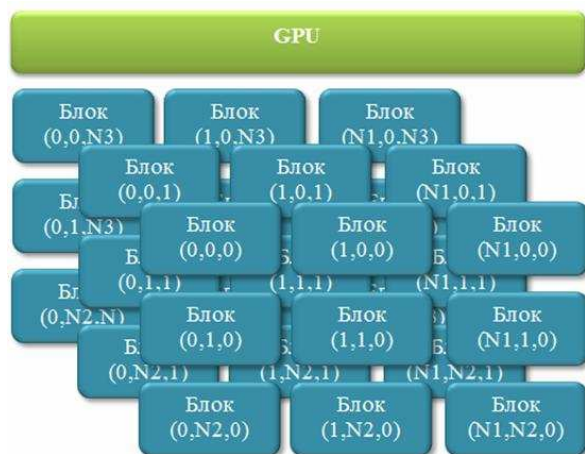 GPU
Блок Блок Блок
(0,0,N3) (1,0,N3) (N1,0,N3)
Блок Блок Блок
(0,0,1) (1,0,1) (N1,0,1)
(0,1,N3) Блок Блок Блок
(0,0,0) (1,0,0) (N1,0,0)
(0,1,1) (1,1,1) (N1,1,1)
(0,N2,N) Блок Блок Блок
(0,1,0) (1,1,0) (N1,1,0)
(0,N2,1) (1,N2,1) (N1,N2,1)
Блок Блок Блок
(0,N2,0) (1,N2,0) (N1,N2,0)